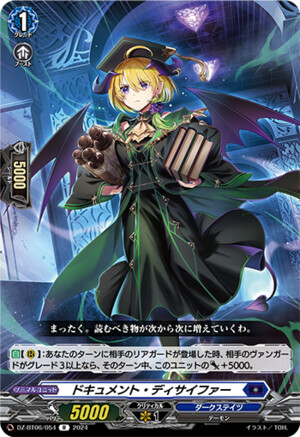 1
グレード
ブースト
5000
まったく。読むべき物が次から次に増えていくわ。
【自】【(R)】:あなたのターンに相手のリアガードが登場した時、相手のヴァンガードがグレード3以上なら、そのターン中、このユニットの+5000。
ノーマルユニット
ドキュメント・ディサイファー
パワー
5000
クリティカル
1
ダークステイツ
デーモン
DZ-BT06/054 R 2024
イラスト/TOIL